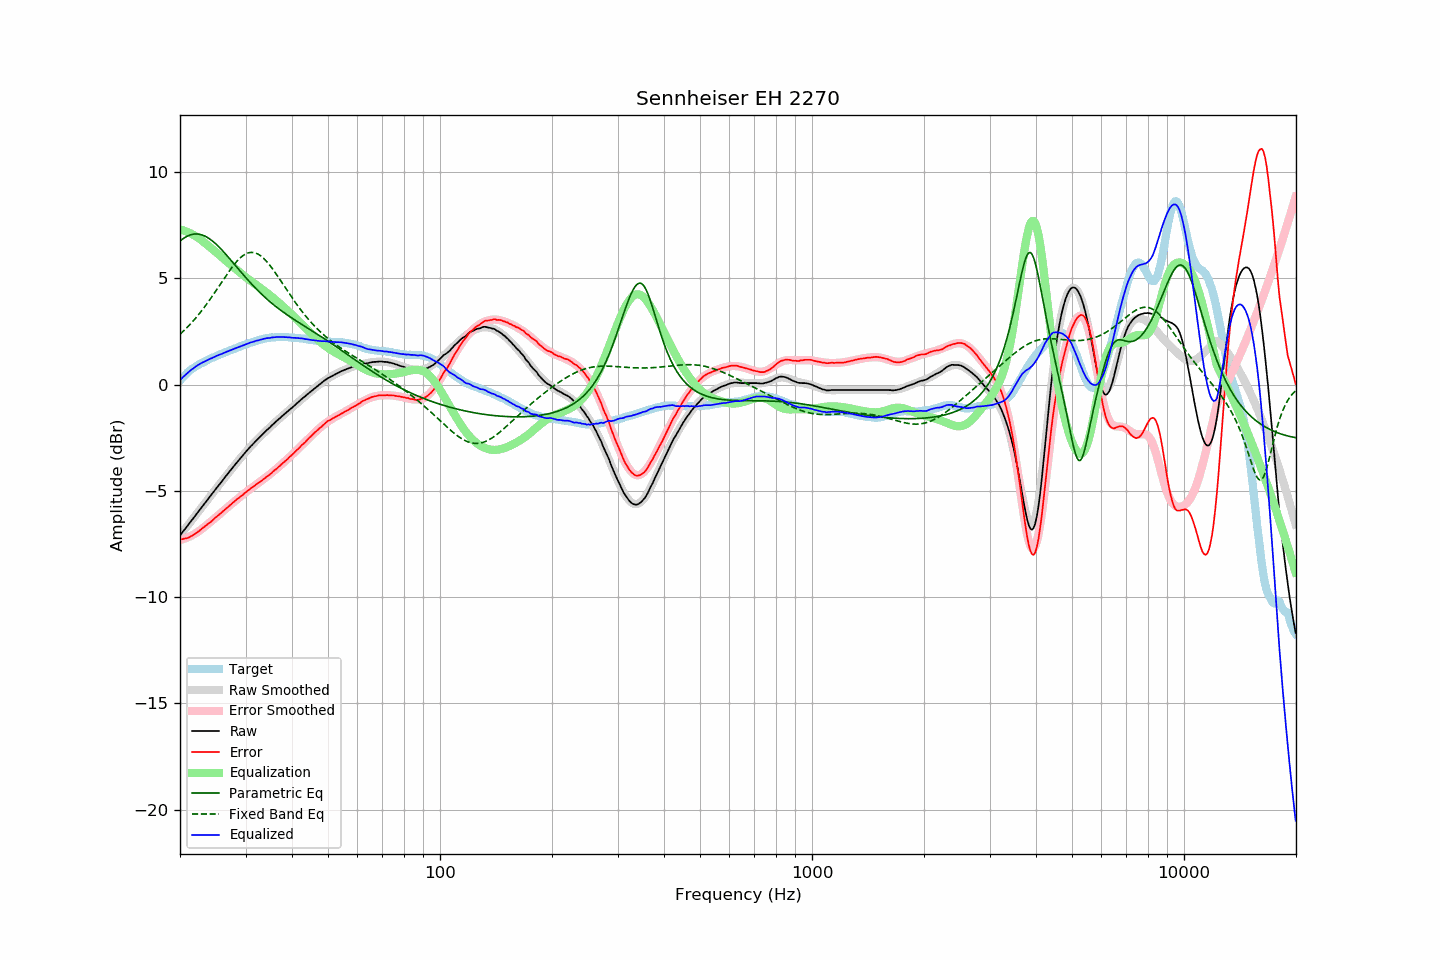 Sennheiser EH 2270
10
5
0
−5
−10
−15
−20
Amplitude (dBr)
Target
Raw Smoothed
Error Smoothed
Raw
Error
Equalization
Parametric Eq
Fixed Band Eq
Equalized
100
1000
10000
Frequency (Hz)